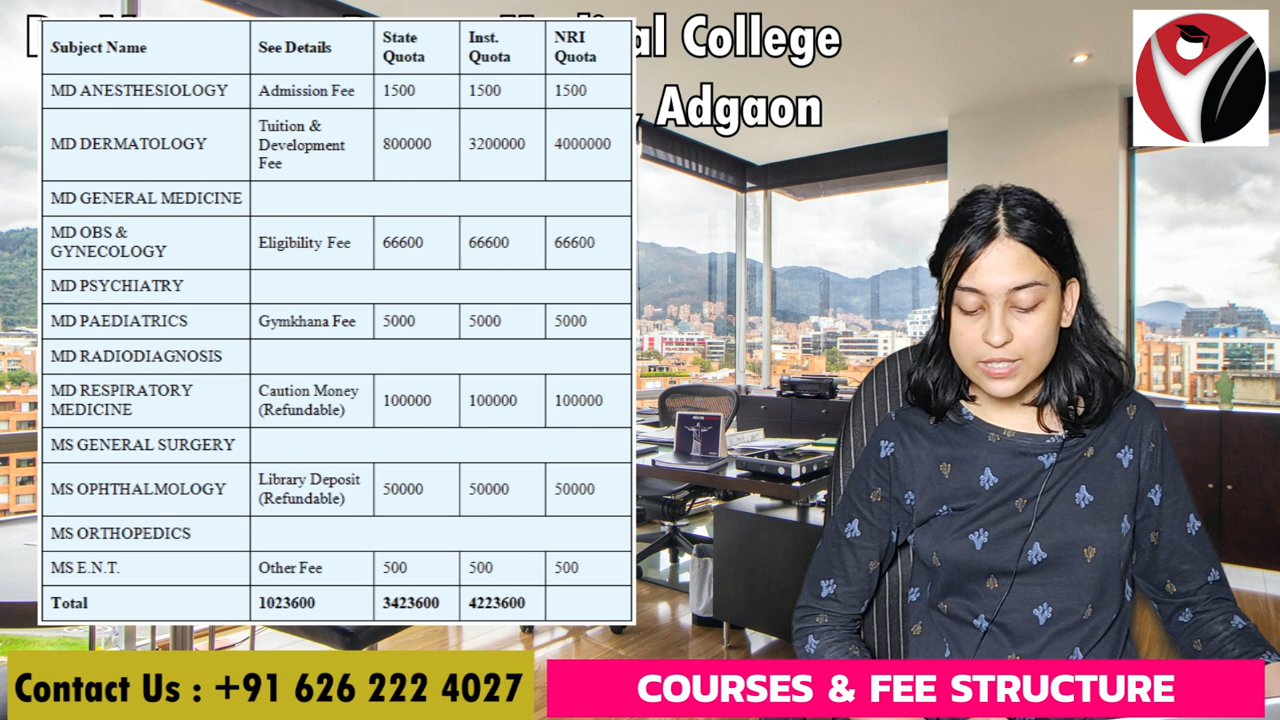 al College
, Adgaon
Subject Name See Details State Quota Inst. Quota NRI Quota
MD ANESTHESIOLOGY Admission Fee 1500 1500 1500
MD DERMATOLOGY Tuition & Development Fee 800000 3200000 4000000
MD GENERAL MEDICINE
MD OBS & GYNECOLOGY Eligibility Fee 66600 66600 66600
MD PSYCHIATRY
MD PAEDIATRICS Gymkhana Fee 5000 5000 5000
MD RADIODIAGNOSIS
MD RESPIRATORY MEDICINE Caution Money (Refundable) 100000 100000 100000
MS GENERAL SURGERY
MS OPHTHALMOLOGY Library Deposit (Refundable) 50000 50000 50000
MS ORTHOPEDICS
MS E.N.T. Other Fee 500 500 500
Total 1023600 3423600 4223600
Contact Us : +91 626 222 4027
COURSES & FEE STRUCTURE